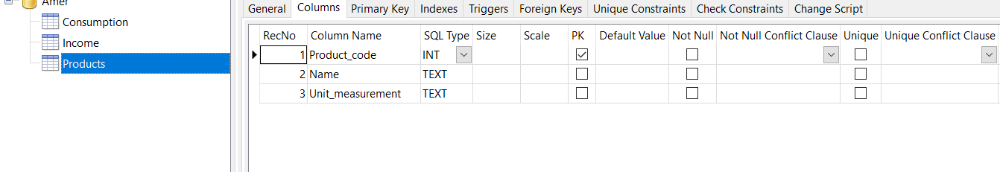 Amer
Consumption
Income
Products
General Columns Primary Key Indexes Triggers Foreign Keys Unique Constraints Check Constraints Change Script
RecNo Column Name SQL Type Size Scale PK Default Value Not Null Not Null Conflict Clause Unique Unique Conflict Clause
1 Product_code INT
2 Name TEXT
3 Unit_measurement TEXT